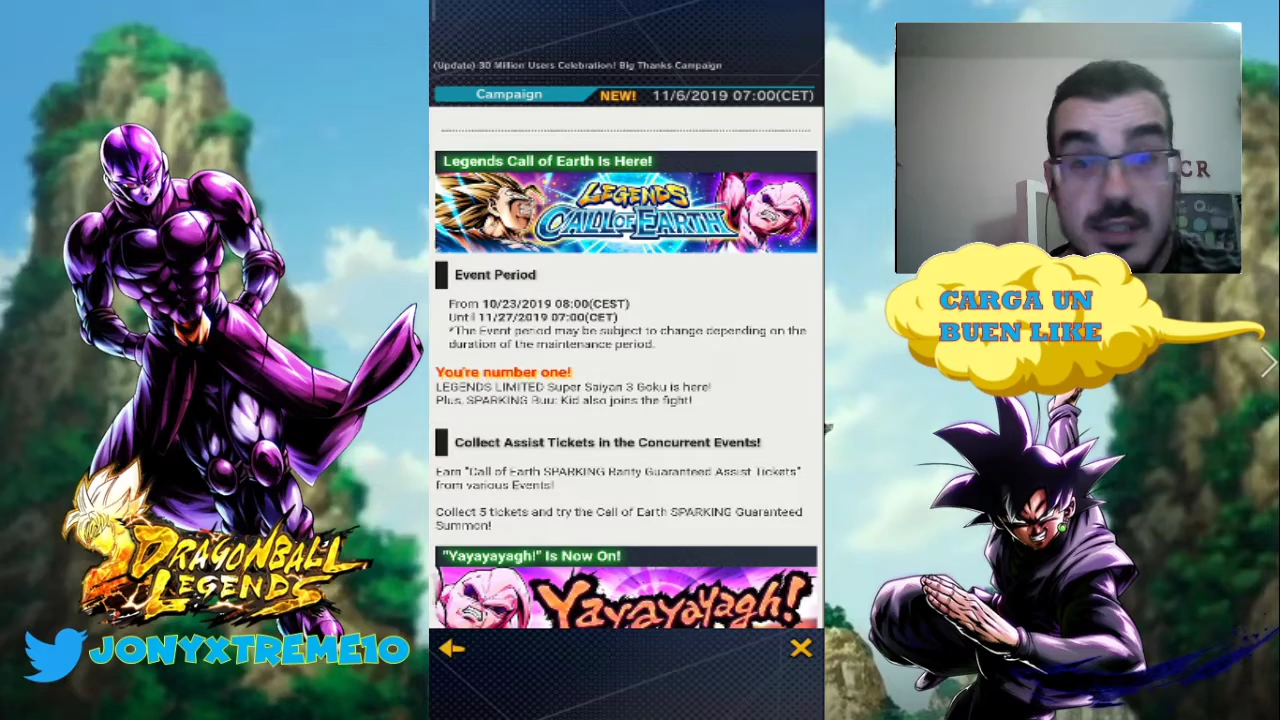 (Update) 30 Million Users Celebration! Big Thanks Campaign
Campaign NEW! 11/6/2019 07:00(CET)
Legends Call of Earth Is Here!
LEGENDS
CALL OF EARTH
Event Period
From 10/23/2019 08:00(CEST)
Until 11/27/2019 07:00(CET)
*The Event period may be subject to change depending on the
duration of the maintenance period.
You're number one!
LEGENDS LIMITED Super Saiyan 3 Goku is here!
Plus, SPARKING Buu: Kid also joins the fight!
Collect Assist Tickets in the Concurrent Events!
Earn "Call of Earth SPARKING Rarity Guaranteed Assist Tickets"
from various Events!
Collect 5 tickets and try the Call of Earth SPARKING Guaranteed
Summon!
"Yayayayagh!" Is Now On!
Yayayayagh!
CR
CARGA UN
BUEN LIKE
DRAGONBALL
LEGENDS
JONYXTREME10